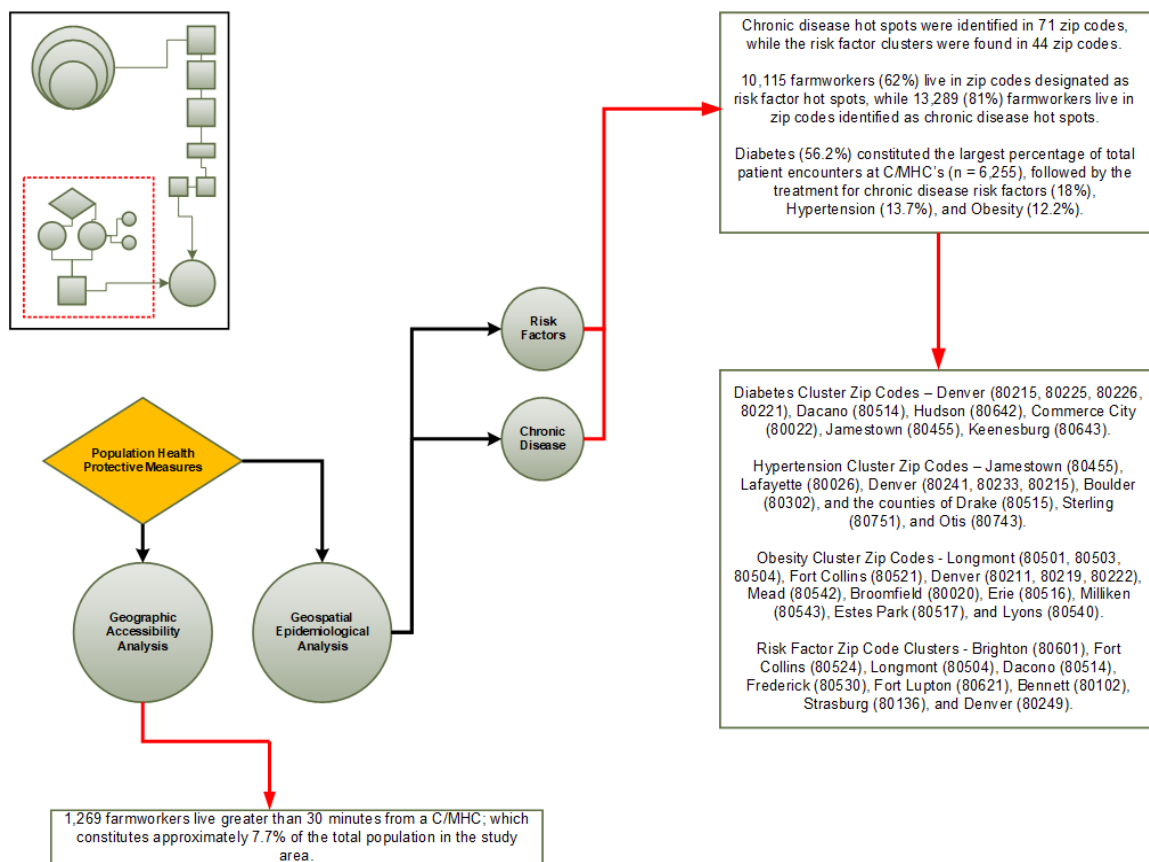 Chronic disease hot spots were identified in 71 zip codes,
while the risk factor clusters were found in 44 zip codes.
10,115 farmworkers (62%) live in zip codes designated as
risk factor hot spots, while 13,289 (81%) farmworkers live in
zip codes identified as chronic disease hot spots.
Diabetes (56.2%) constituted the largest percentage of total
patient encounters at C/MHC's (n = 6,255), followed by the
treatment for chronic disease risk factors (18%),
Hypertension (13.7%), and Obesity (12.2%).
Risk
Factors
Chronic
Disease
Population Health
Protective Measures
Geographic
Accessibility
Analysis
Geospatial
Epidemiological
Analysis
Diabetes Cluster Zip Codes – Denver (80215, 80225, 80226,
80221), Dacano (80514), Hudson (80642), Commerce City
(80022), Jamestown (80455), Keenesburg (80643).
Hypertension Cluster Zip Codes – Jamestown (80455),
Lafayette (80026), Denver (80241, 80233, 80215), Boulder
(80302), and the counties of Drake (80515), Sterling
(80751), and Otis (80743).
Obesity Cluster Zip Codes - Longmont (80501, 80503,
80504), Fort Collins (80521), Denver (80211, 80219, 80222),
Mead (80542), Broomfield (80020), Erie (80516), Milliken
(80543), Estes Park (80517), and Lyons (80540).
Risk Factor Zip Code Clusters - Brighton (80601), Fort
Collins (80524), Longmont (80504), Dacono (80514),
Frederick (80530), Fort Lupton (80621), Bennett (80102),
Strasburg (80136), and Denver (80249).
1,269 farmworkers live greater than 30 minutes from a C/MHC; which
constitutes approximately 7.7% of the total population in the study
area.